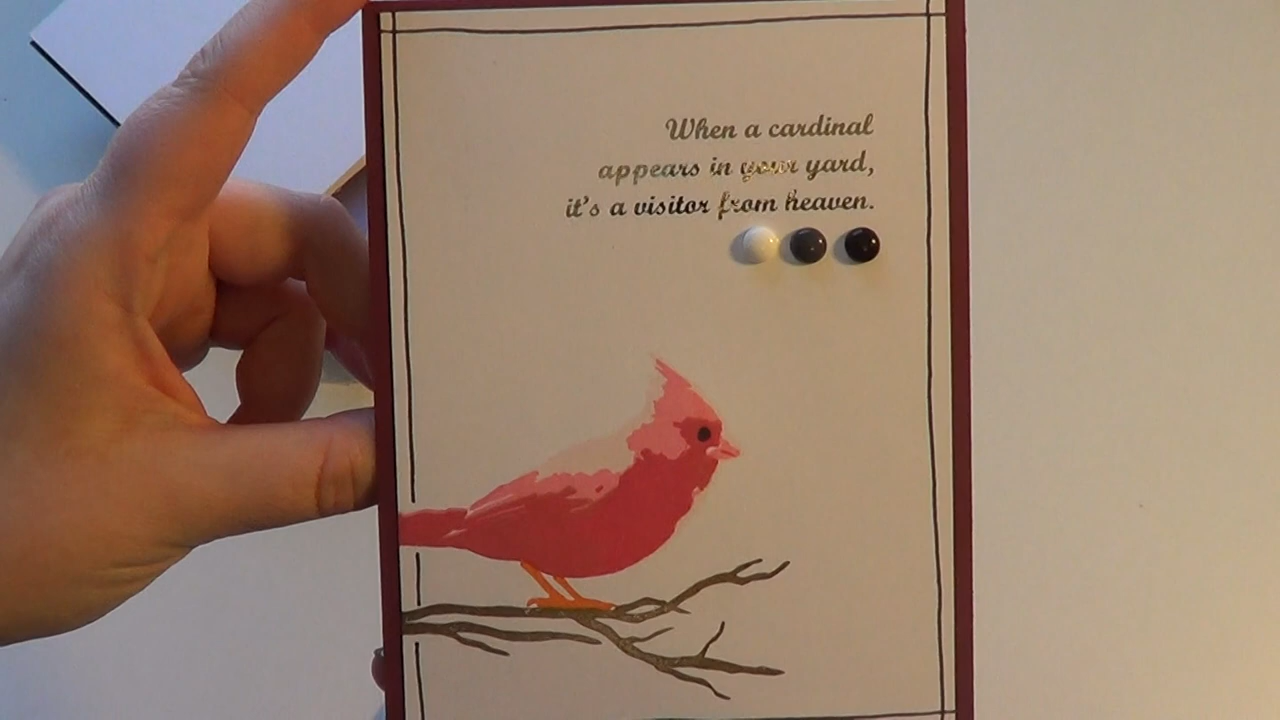 When a cardinal
appears in your yard,
it's a visitor from heaven.